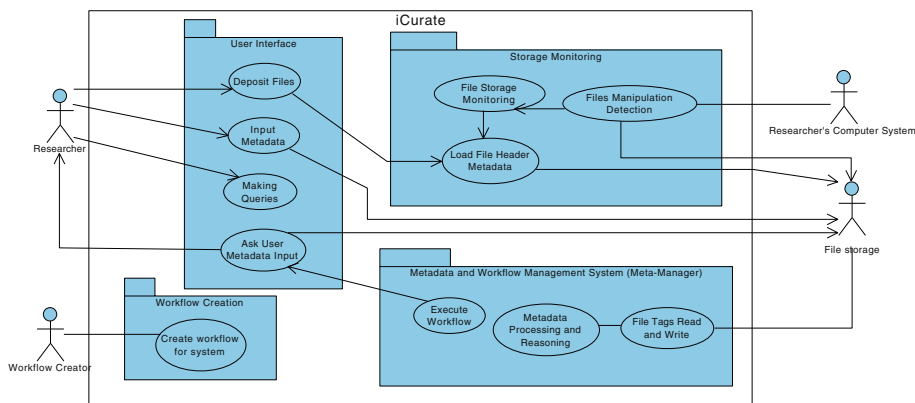 iCurate
User Interface
Deposit Files
Input
Metadata
Making
Queries
Ask User
Metadata Input
Storage Monitoring
File Storage
Monitoring
Files Manipulation
Detection
Load File Header
Metadata
Researcher
Researcher's Computer System
File storage
Workflow Creation
Create workflow
for system
Workflow Creator
Metadata and Workflow Management System (Meta-Manager)
Execute
Workflow
Metadata
Processing and
Reasoning
File Tags Read
and Write